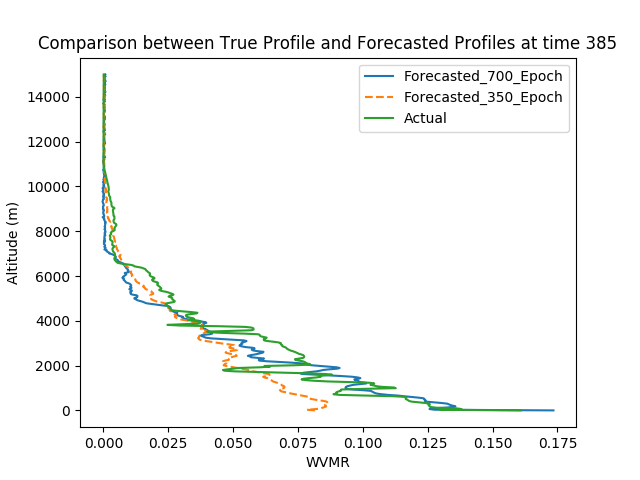 Comparison between True Profile and Forecasted Profiles at time 385
Forecasted_700_Epoch
Forecasted_350_Epoch
Actual
Altitude (m)
14000
12000
10000
8000
6000
4000
2000
0
0.000 0.025 0.050 0.075 0.100 0.125 0.150 0.175
WVMR